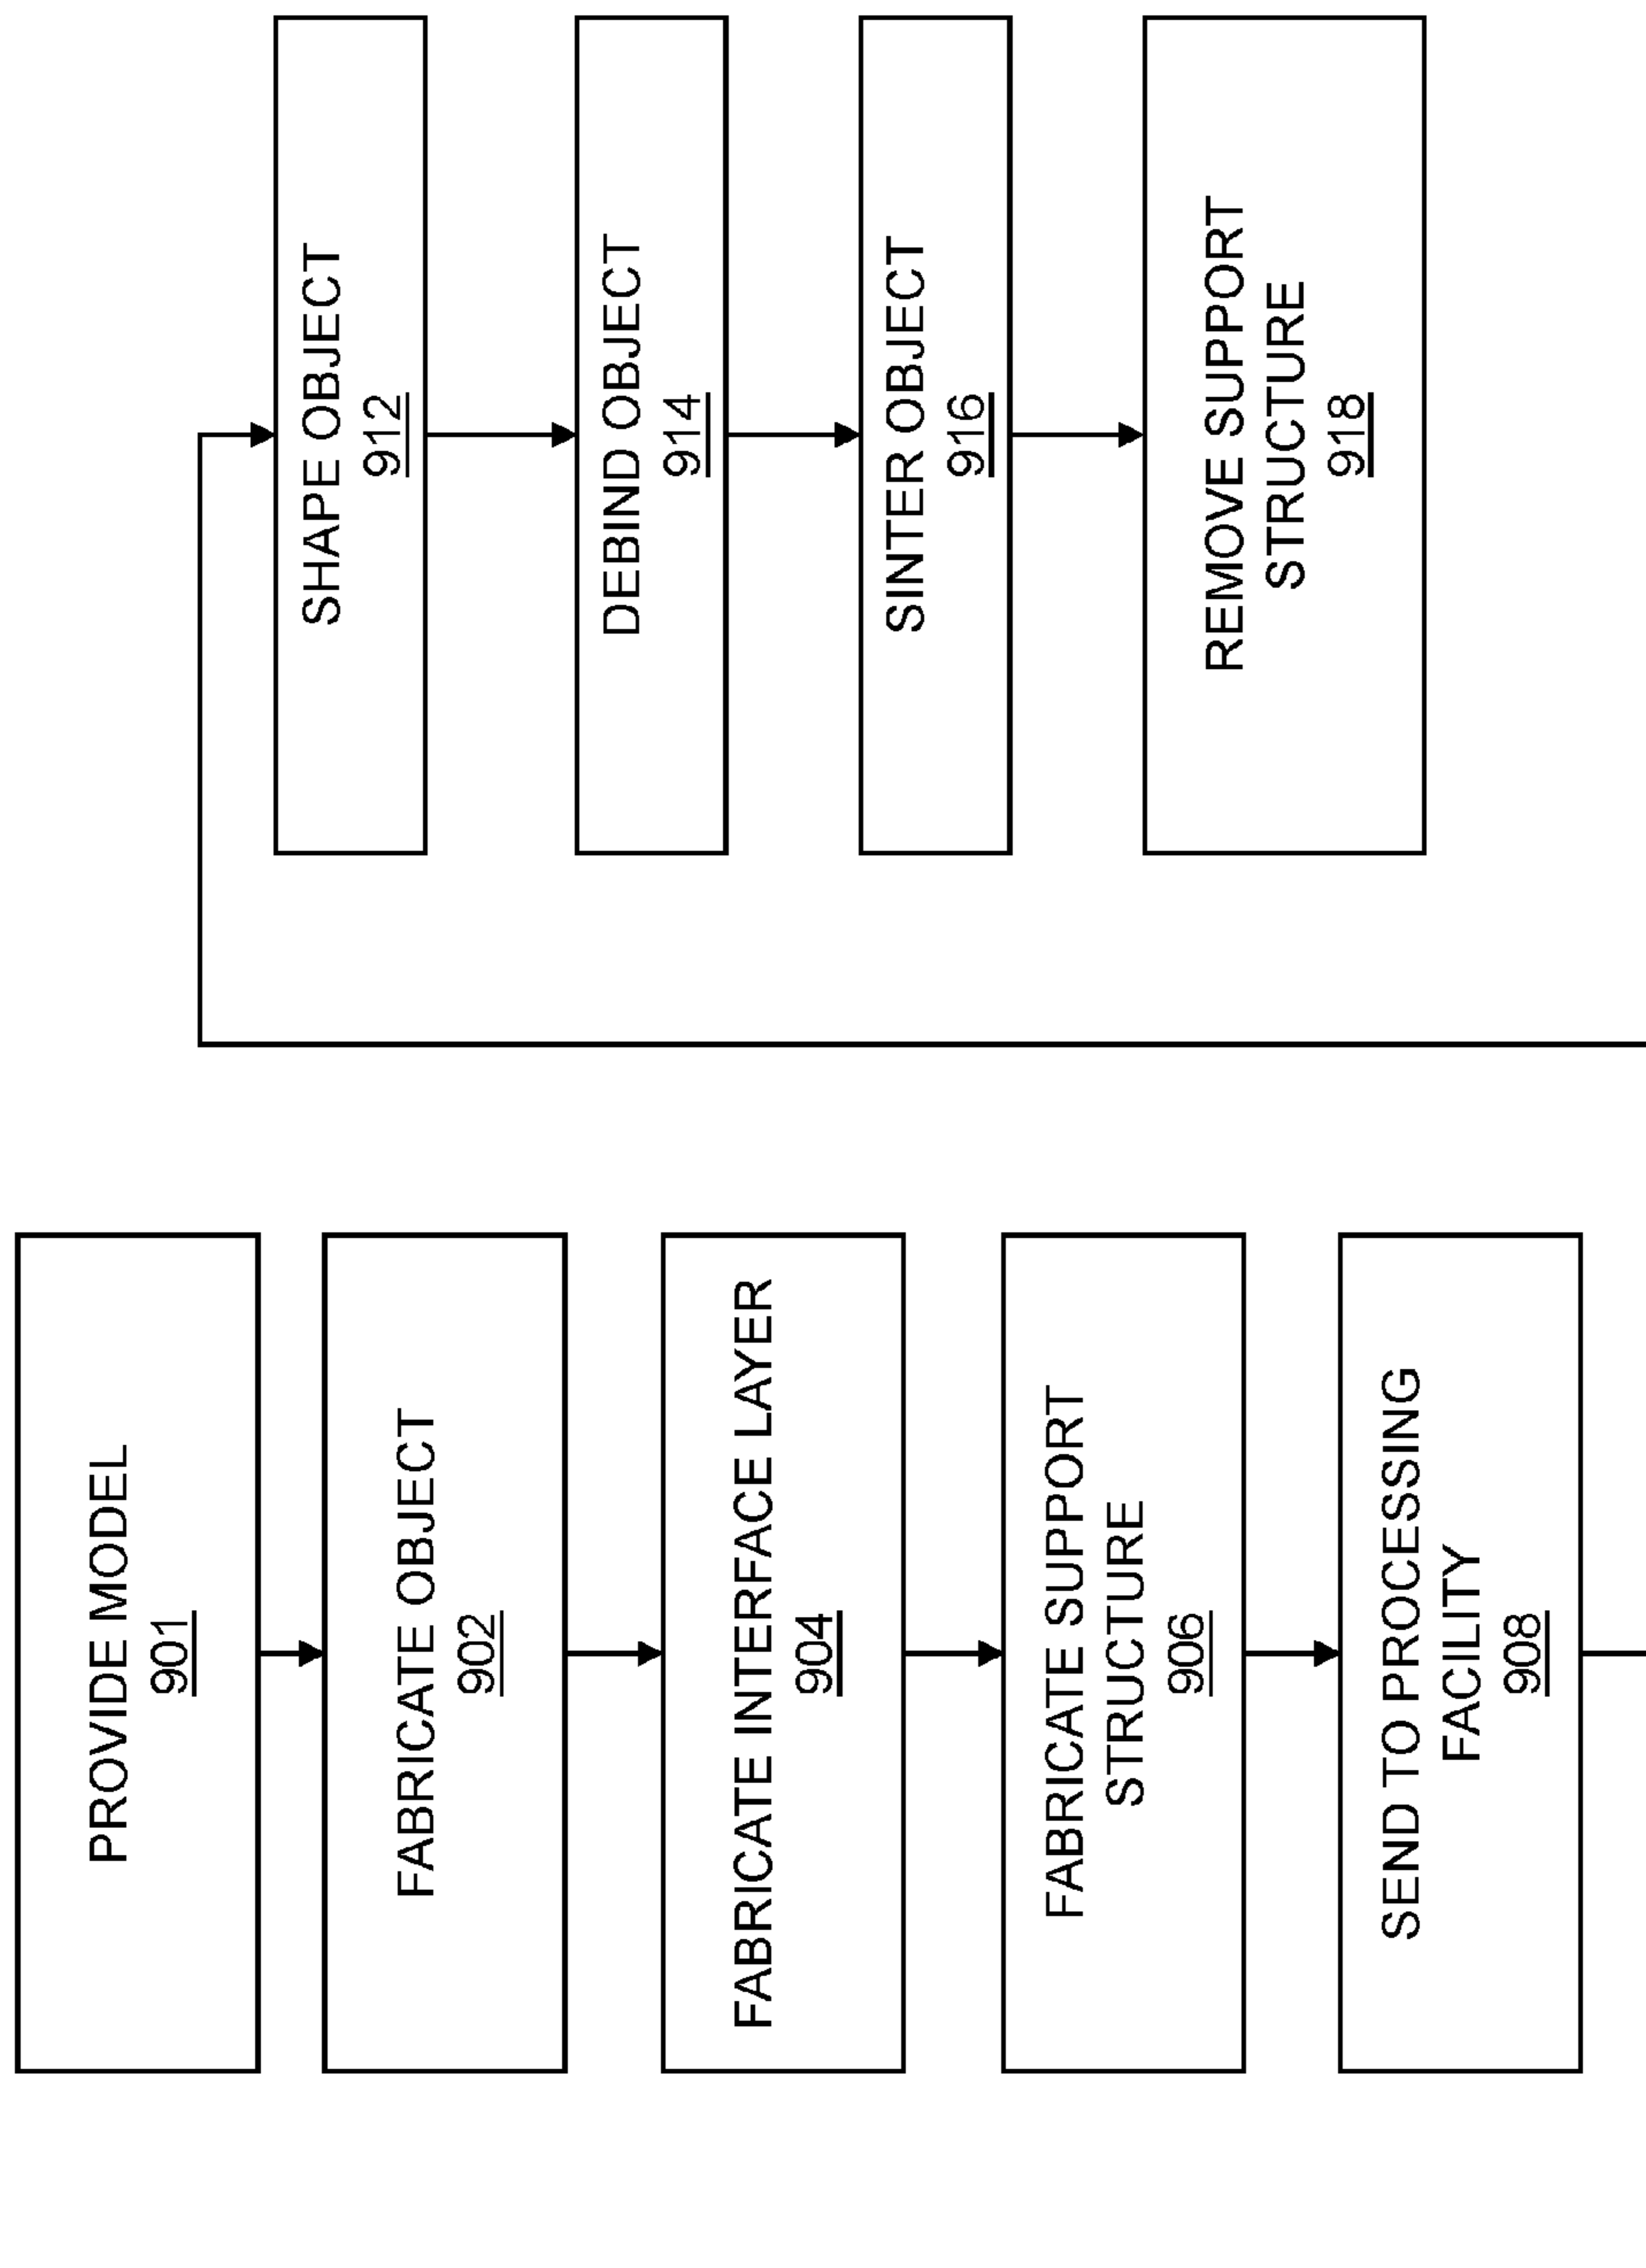 PROVIDE MODEL
901
FABRICATE OBJECT
902
FABRICATE INTERFACE LAYER
904
FABRICATE SUPPORT
STRUCTURE
906
SEND TO PROCESSING
FACILITY
908
SHAPE OBJECT
912
DEBIND OBJECT
914
SINTER OBJECT
916
REMOVE SUPPORT
STRUCTURE
918